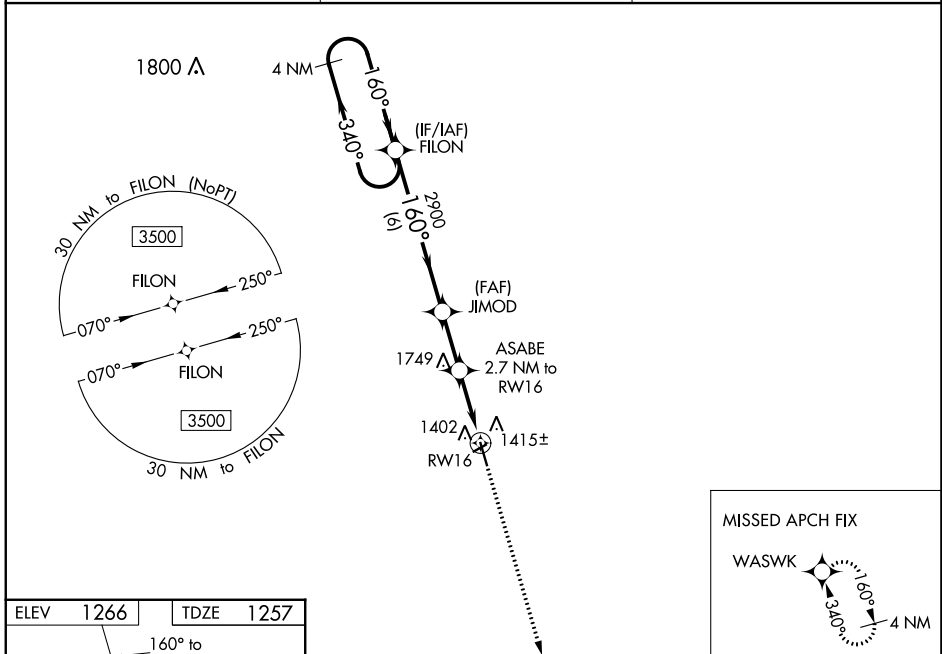 1800
4 NM
160°
340°
(IF/IAF)
FILON
2900
160°
(6)
30 NM to FILON (NoPT)
3500
FILON
250°
070°
250°
070°
FILON
3500
30 NM to FILON
(FAF)
JIMOD
1749
ASABE
2.7 NM to
RW16
1402
1415±
RW16
MISSED APCH FIX
WASWK
160°
340°
4 NM
ELEV 1266
TDZE 1257
160° to